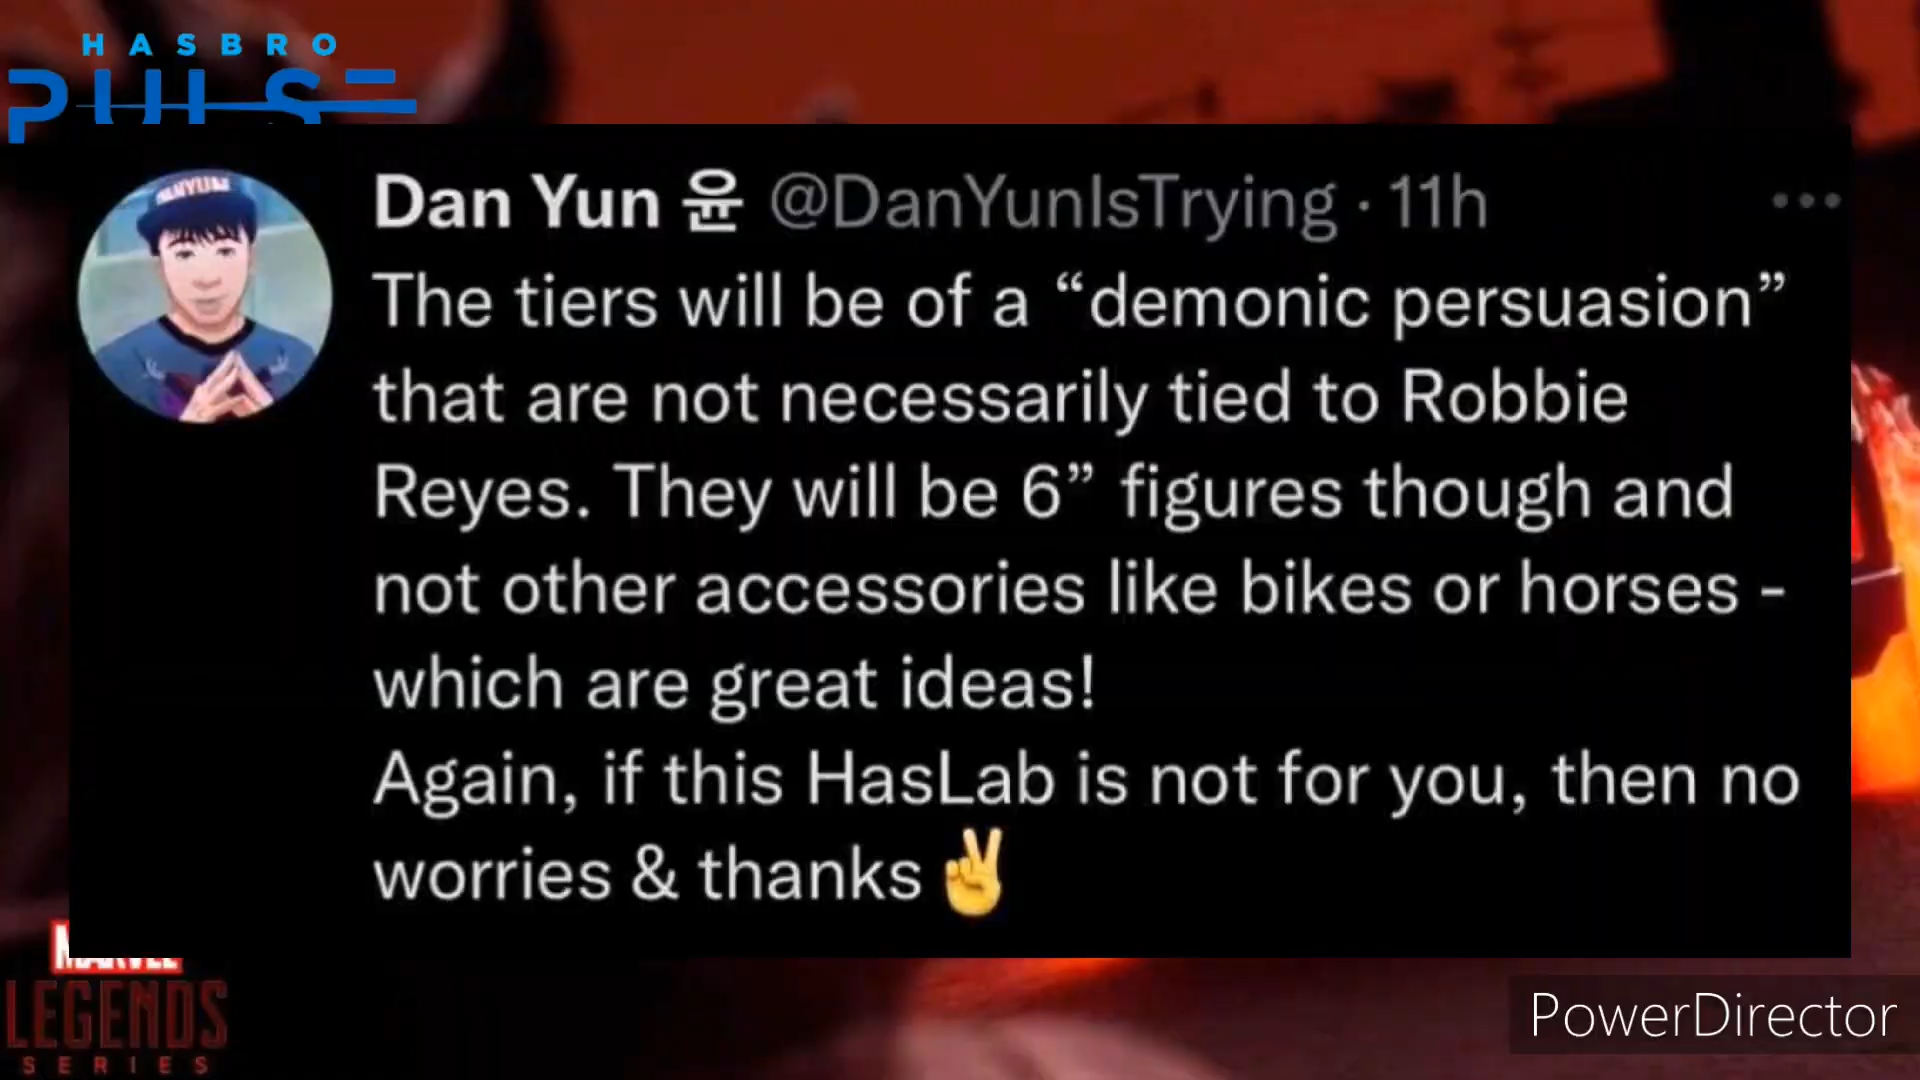 HASBRO
PULSE
Dan Yun 윤 @DanYunIsTrying · 11h
The tiers will be of a “demonic persuasion”
that are not necessarily tied to Robbie
Reyes. They will be 6” figures though and
not other accessories like bikes or horses -
which are great ideas!
Again, if this HasLab is not for you, then no
worries & thanks ✌️
MARVEL
LEGENDS
SERIES
PowerDirector